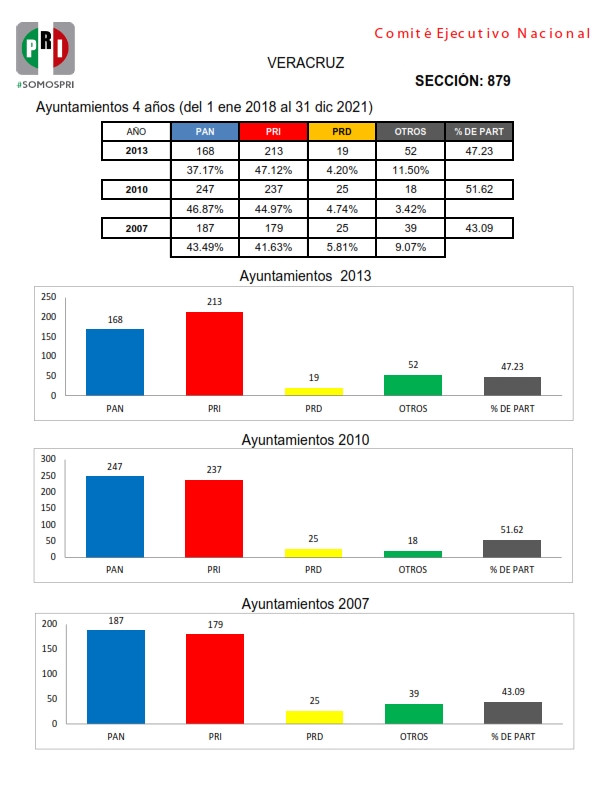 Comité Ejecutivo Nacional
PRI
#SOMOSPRI
VERACRUZ
SECCIÓN: 879
Ayuntamientos 4 años (del 1 ene 2018 al 31 dic 2021)
AÑO PAN PRI PRD OTROS % DE PART
2013 168 213 19 52 47.23
37.17% 47.12% 4.20% 11.50%
2010 247 237 25 18 51.62
46.87% 44.97% 4.74% 3.42%
2007 187 179 25 39 43.09
43.49% 41.63% 5.81% 9.07%
Ayuntamientos 2013
250
200
150
100
50
0
168 213 19 52 47.23
PAN PRI PRD OTROS % DE PART
Ayuntamientos 2010
300
250
200
150
100
50
0
247 237 25 18 51.62
PAN PRI PRD OTROS % DE PART
Ayuntamientos 2007
200
150
100
50
0
187 179 25 39 43.09
PAN PRI PRD OTROS % DE PART